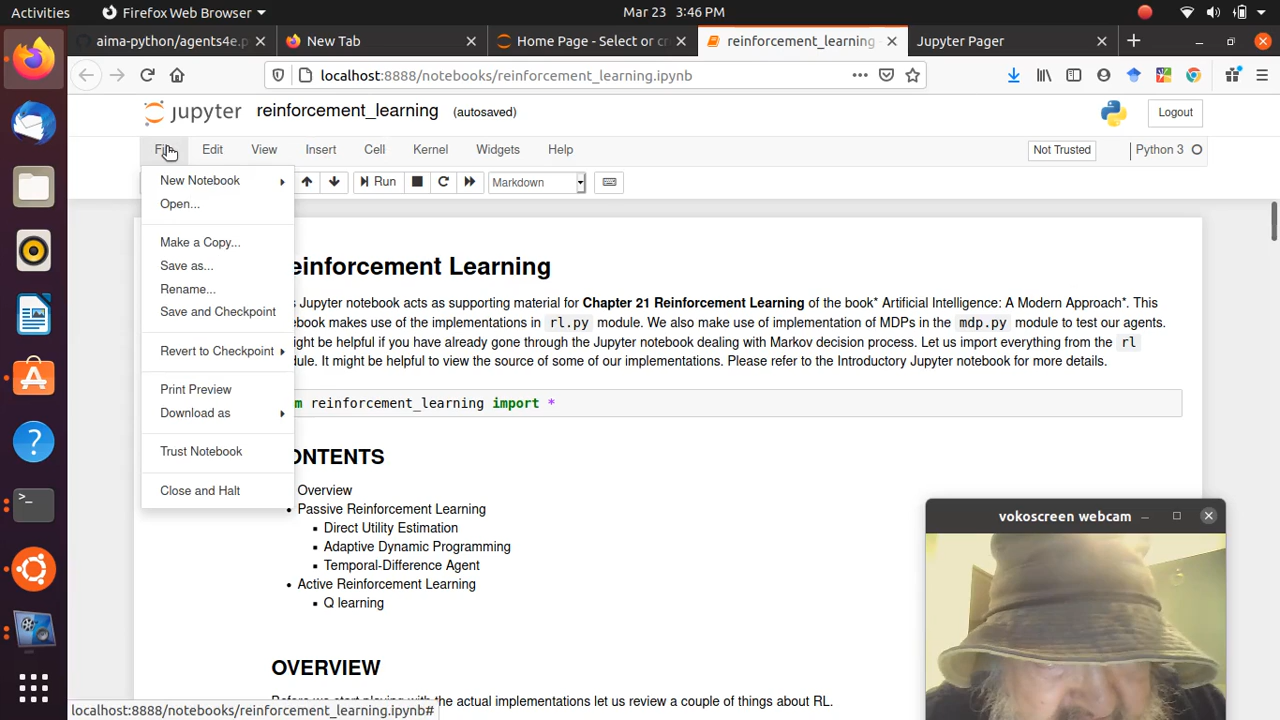 Activities
Firefox Web Browser
Mar 23 3:46 PM
aima-python/agents4e.p
New Tab
Home Page - Select or cr
reinforcement_learning -
Jupyter Pager
localhost:8888/notebooks/reinforcement_learning.ipynb
jupyter
reinforcement_learning
(autosaved)
Logout
Edit
View
Insert
Cell
Kernel
Widgets
Help
Not Trusted
Python 3
Run
Markdown
New Notebook
Open...
Make a Copy...
Save as...
Rename...
Save and Checkpoint
Revert to Checkpoint
Print Preview
Download as
Trust Notebook
Close and Halt
einforcement Learning
s Jupyter notebook acts as supporting material for Chapter 21 Reinforcement Learning of the book* Artificial Intelligence: A Modern Approach*. This
ebook makes use of the implementations in rl.py module. We also make use of implementation of MDPs in the mdp.py module to test our agents.
ight be helpful if you have already gone through the Jupyter notebook dealing with Markov decision process. Let us import everything from the rl
dule. It might be helpful to view the source of some of our implementations. Please refer to the Introductory Jupyter notebook for more details.
m reinforcement_learning import *
ONTENTS
Overview
• Passive Reinforcement Learning
▪ Direct Utility Estimation
▪ Adaptive Dynamic Programming
▪ Temporal-Difference Agent
• Active Reinforcement Learning
▪ Q learning
OVERVIEW
Before we start playing with the actual implementations let us review a couple of things about RL.
vokoscreen webcam
localhost:8888/notebooks/reinforcement_learning.ipynb#